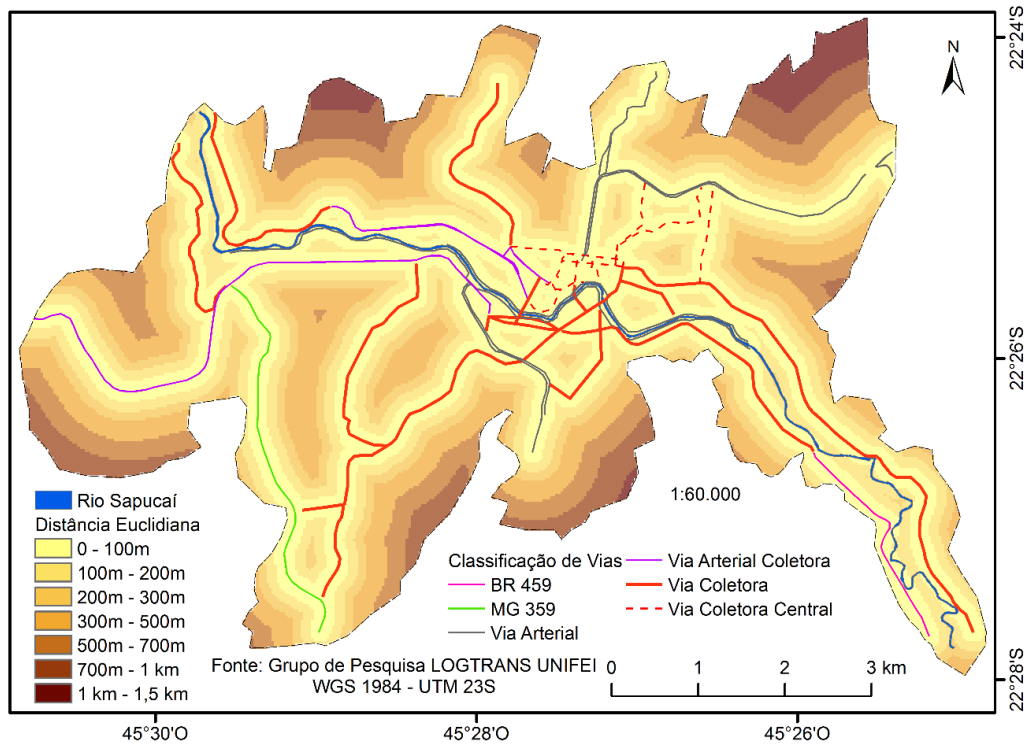 22°24'S
N
22°26'S
1:60.000
Rio Sapucaí
Distância Euclidiana
0 - 100m
100m - 200m
200m - 300m
300m - 500m
500m - 700m
700m - 1 km
1 km - 1,5 km
Classificação de Vias
BR 459
MG 359
Via Arterial
Via Arterial Coletora
Via Coletora
Via Coletora Central
Fonte: Grupo de Pesquisa LOGTRANS UNIFEI
WGS 1984 - UTM 23S
0 1 2 3 km
22°28'S
45°30'O 45°28'O 45°26'O